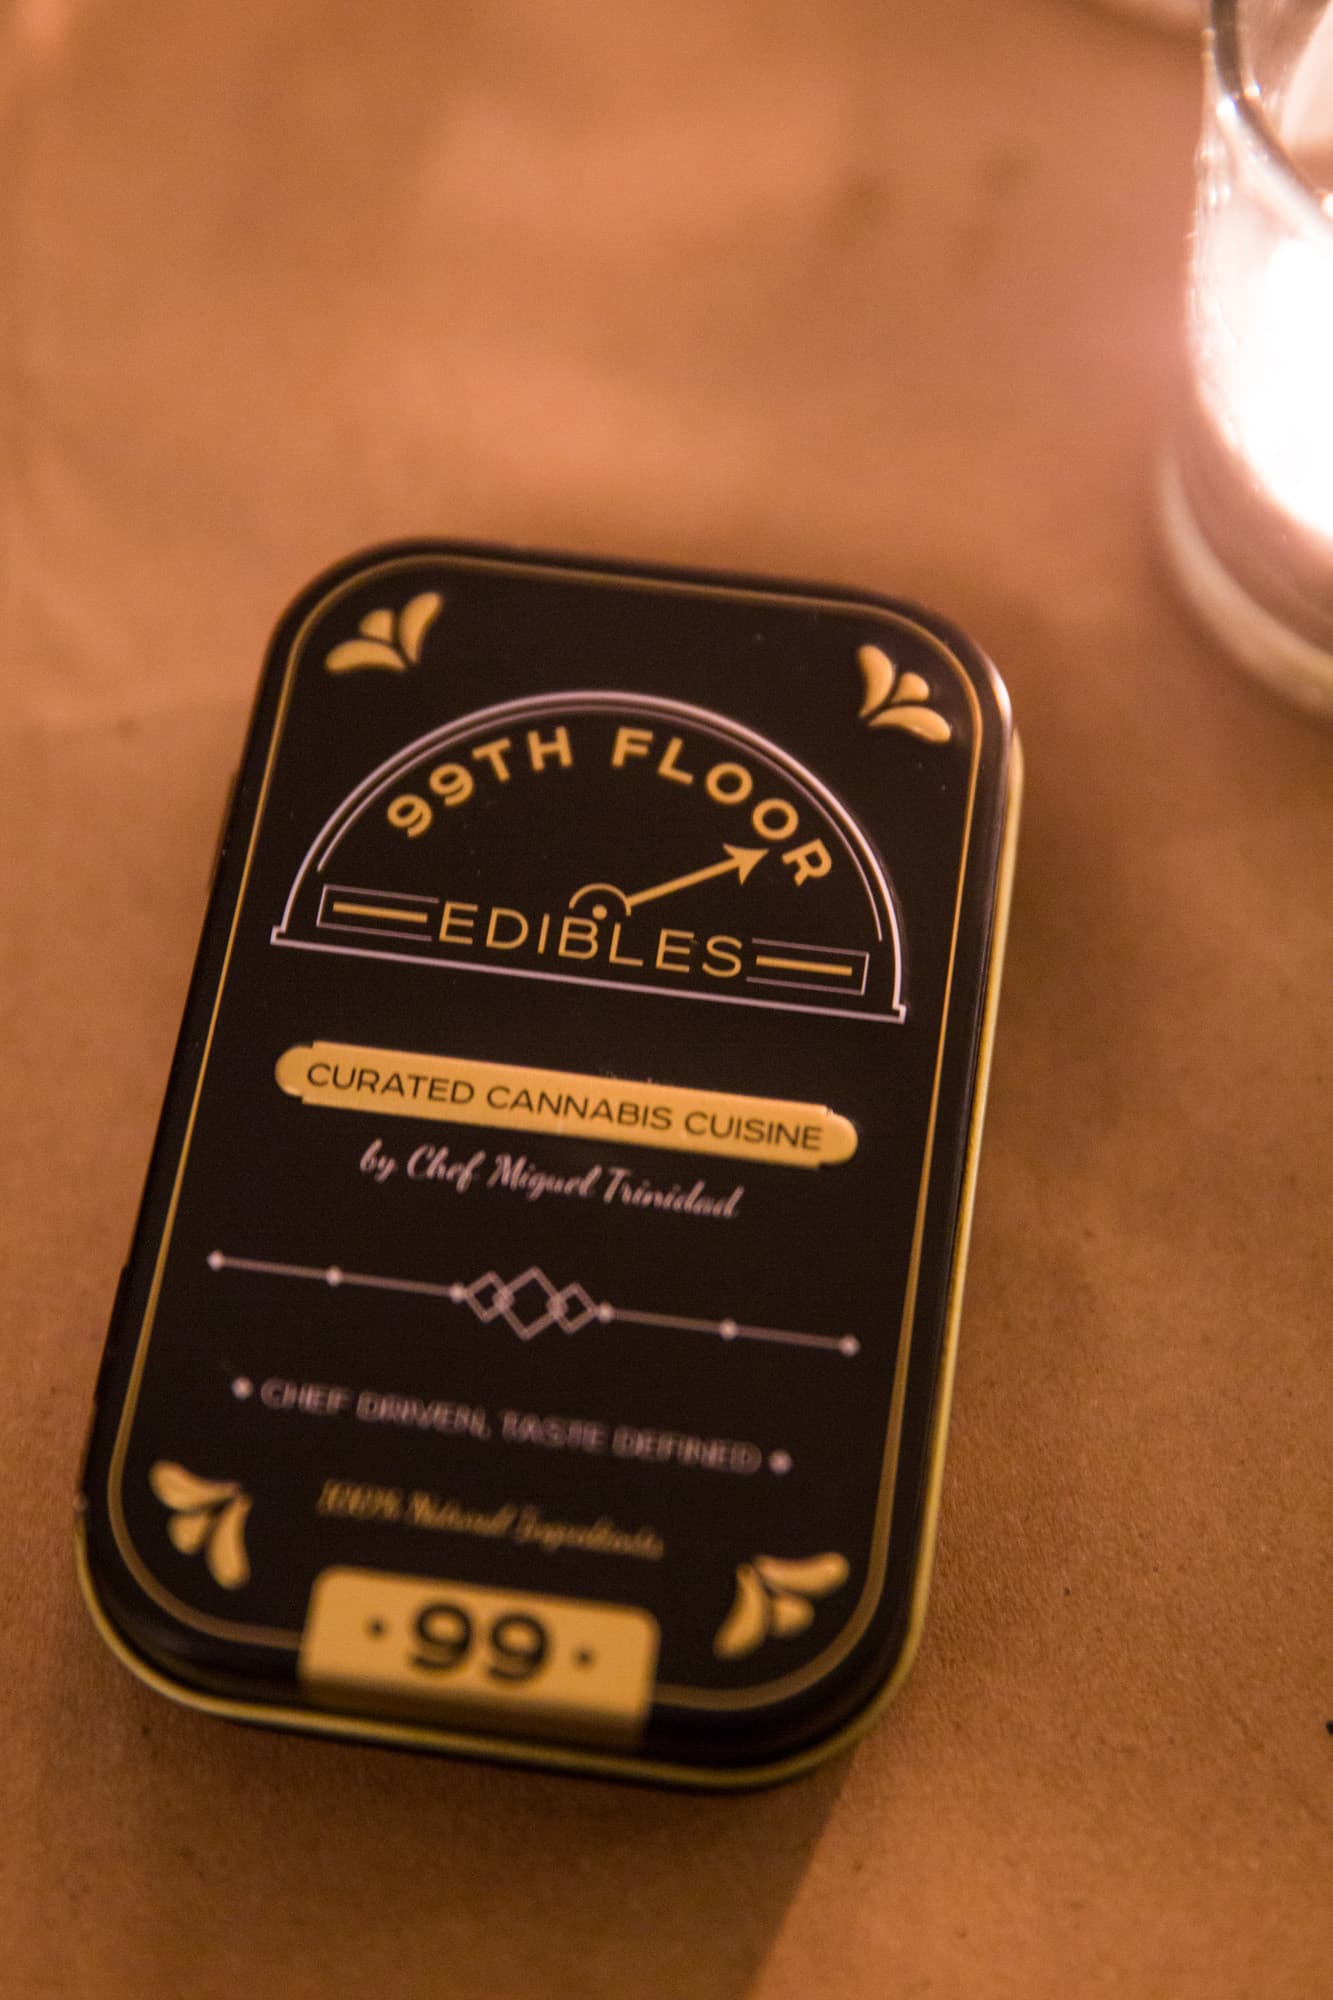 99TH FLOOR
EDIBLES
CURATED CANNABIS CUISINE
by Chef Miguel Trinidad
• CHEF DRIVEN, TASTE DEFINED •
100% Natural Ingredients
· 99 ·